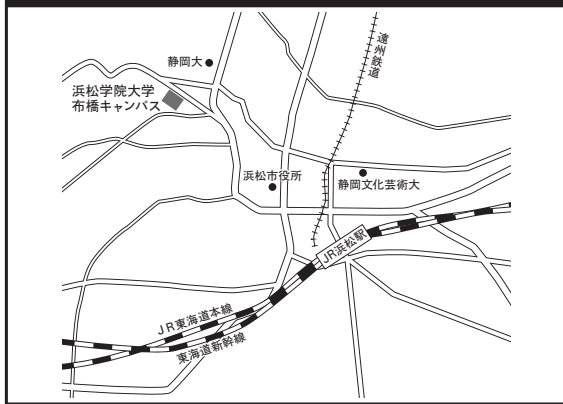 静岡大
遠州鉄道
浜松学院大学
布橋キャンパス
浜松市役所
静岡文化芸術大
JR浜松駅
JR東海道本線
東海道新幹線